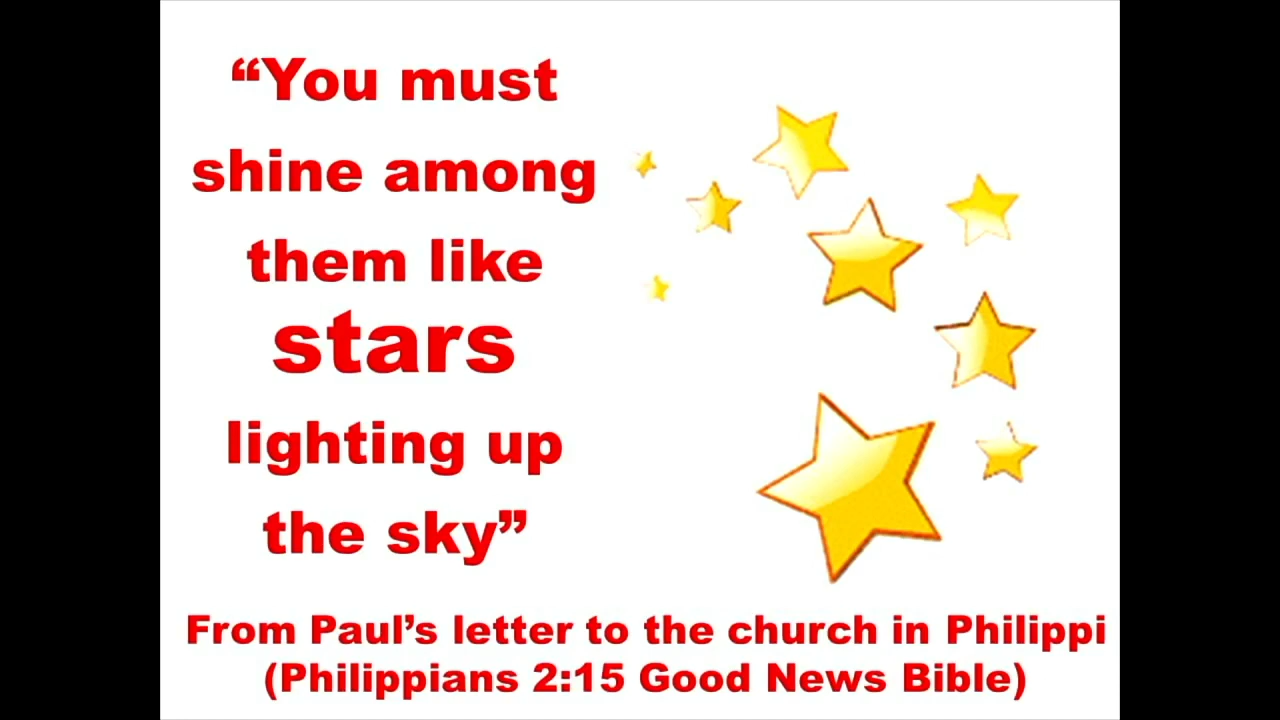 “You must
shine among
them like
stars
lighting up
the sky”
From Paul’s letter to the church in Philippi
(Philippians 2:15 Good News Bible)